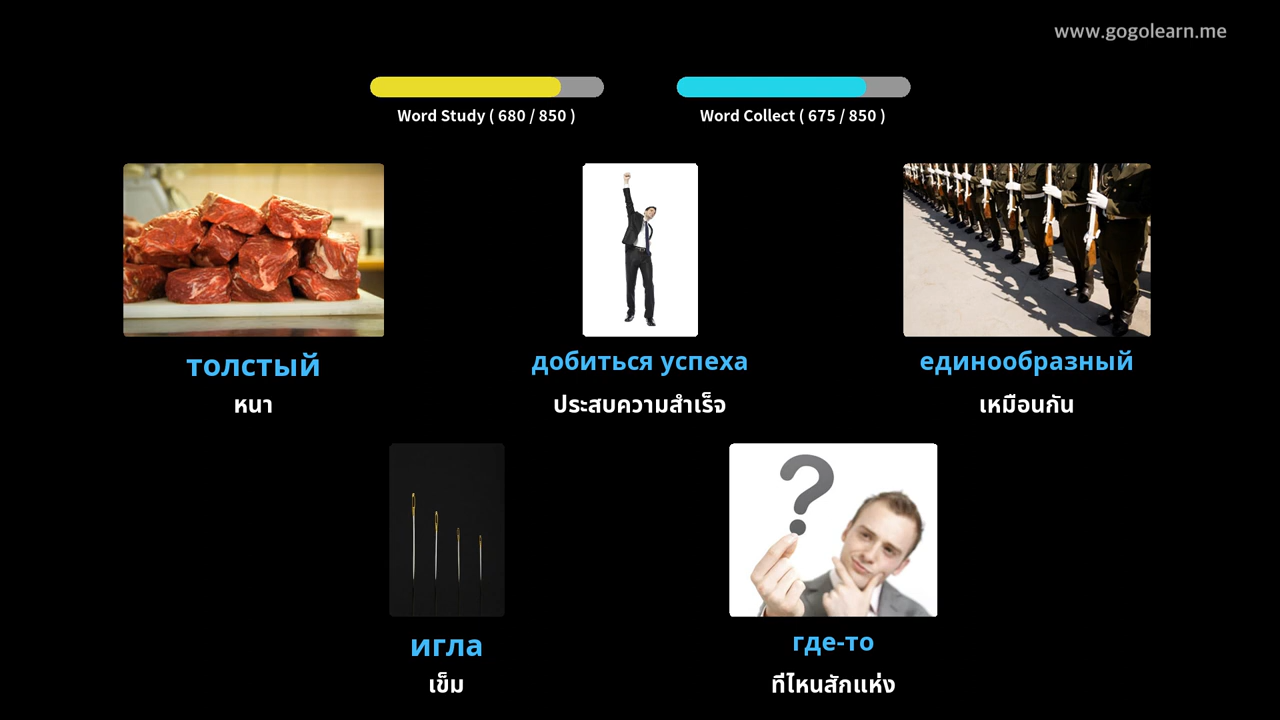 www.gogolearn.me
Word Study ( 680 / 850 )
Word Collect ( 675 / 850 )
толстый
หนา
добиться успеха
ประสบความสำเร็จ
единообразный
เหมือนกัน
игла
เข็ม
где-то
ที่ไหนสักแห่ง